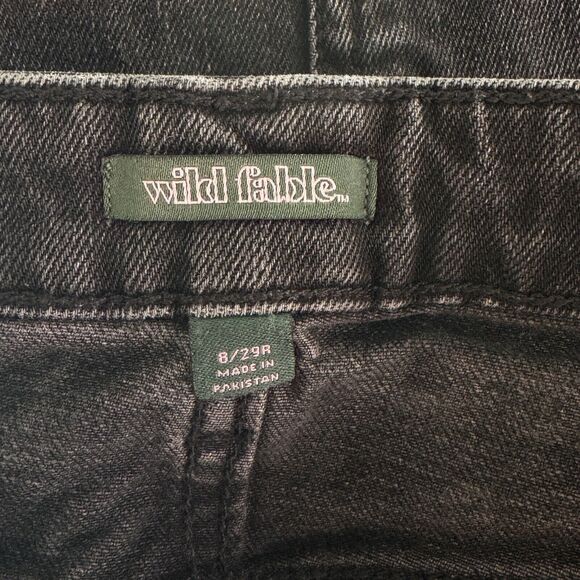 wild fable™
8/29R
MADE IN
PAKISTAN